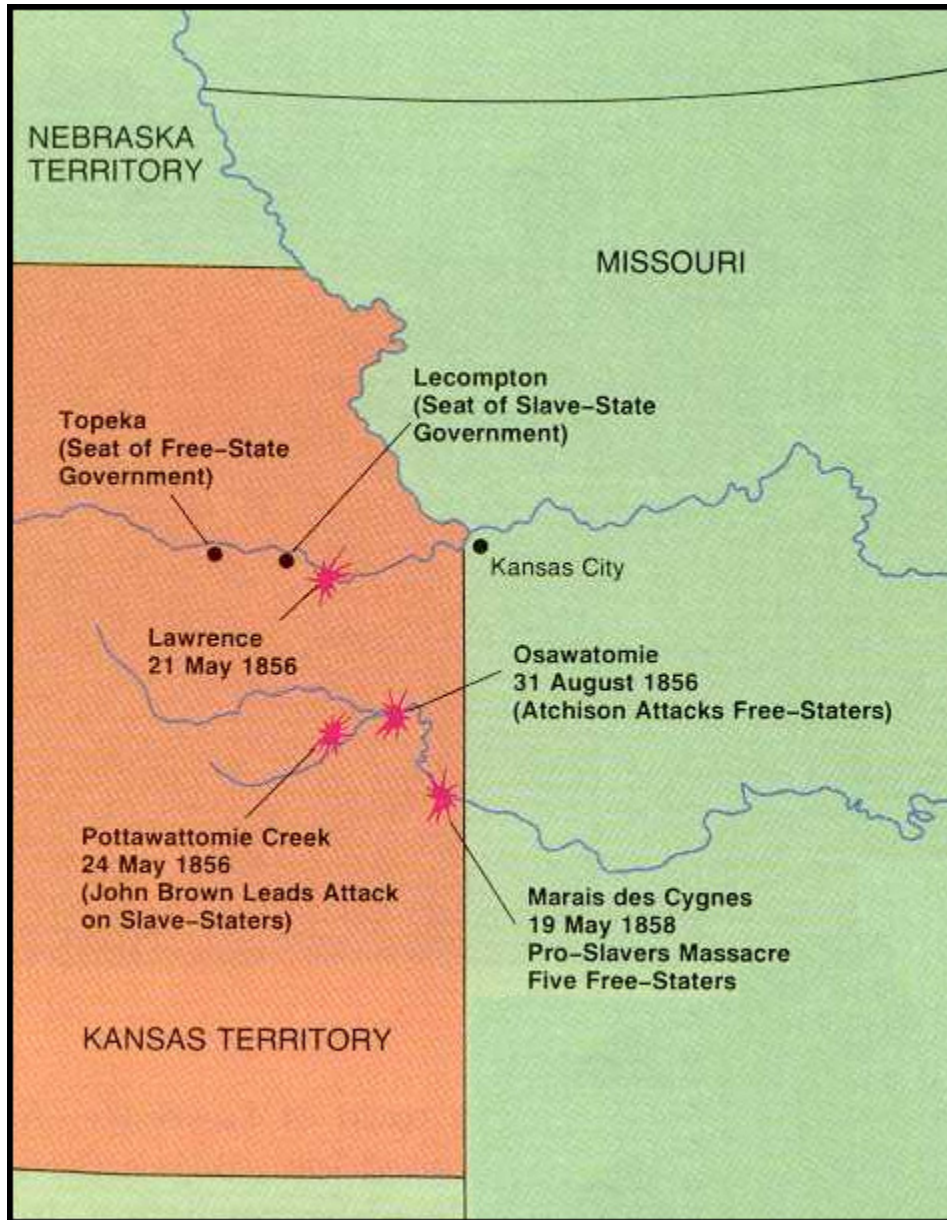 NEBRASKA
TERRITORY
MISSOURI
Lecompton
(Seat of Slave-State
Government)
Topeka
(Seat of Free-State
Government)
Kansas City
Lawrence
21 May 1856
Osawatomie
31 August 1856
(Atchison Attacks Free-Staters)
Pottawattomie Creek
24 May 1856
(John Brown Leads Attack
on Slave-Staters)
Marais des Cygnes
19 May 1858
Pro-Slavers Massacre
Five Free-Staters
KANSAS TERRITORY